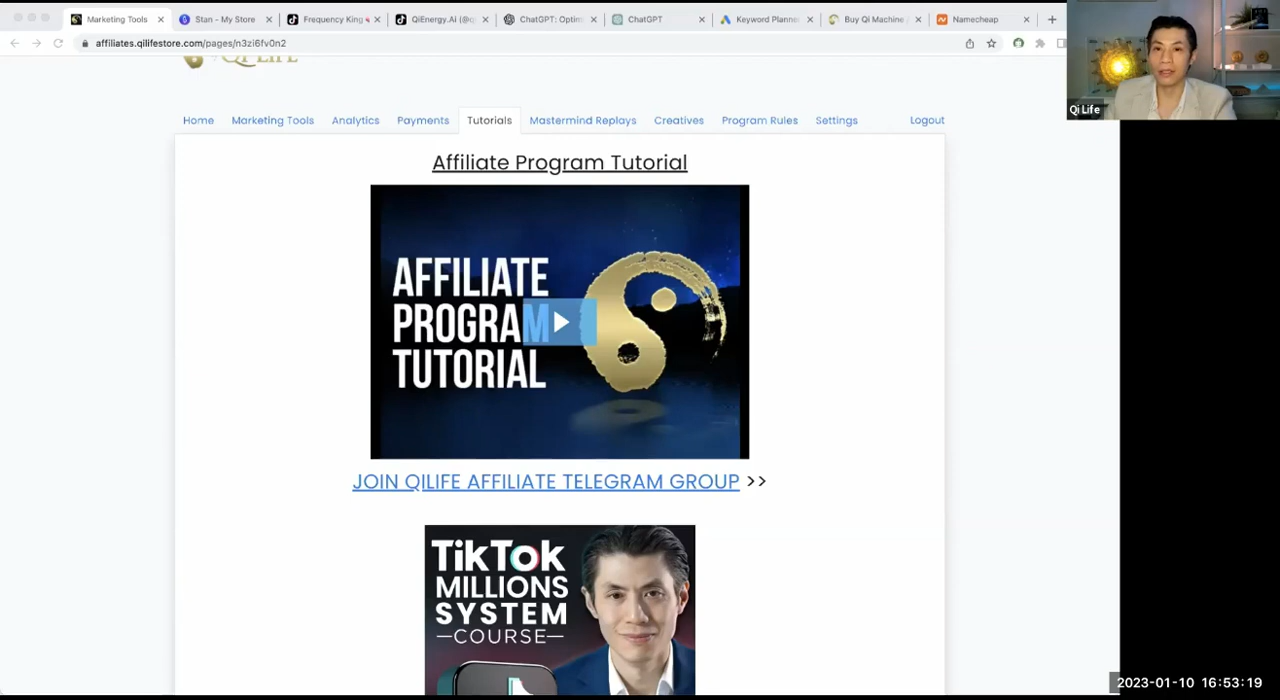 Marketing Tools
Stan - My Store
Frequency King
QiEnergy.Ai (@q
ChatGPT: Optim
ChatGPT
Keyword Planne
Buy Qi Machine
Namecheap
affiliates.qilifestore.com/pages/n3zi6fv0n2
Qi Life
QI LIFE
Home
Marketing Tools
Analytics
Payments
Tutorials
Mastermind Replays
Creatives
Program Rules
Settings
Logout
Affiliate Program Tutorial
AFFILIATE
PROGRAM
TUTORIAL
JOIN QILIFE AFFILIATE TELEGRAM GROUP >>
TikTok
MILLIONS
SYSTEM
—COURSE—
2023-01-10 16:53:19